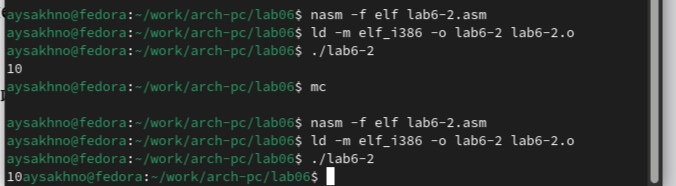 aysakhno@fedora:~/work/arch-pc/lab06$ nasm -f elf lab6-2.asm
aysakhno@fedora:~/work/arch-pc/lab06$ ld -m elf_i386 -o lab6-2 lab6-2.o
aysakhno@fedora:~/work/arch-pc/lab06$ ./lab6-2
10
aysakhno@fedora:~/work/arch-pc/lab06$ mc
aysakhno@fedora:~/work/arch-pc/lab06$ nasm -f elf lab6-2.asm
aysakhno@fedora:~/work/arch-pc/lab06$ ld -m elf_i386 -o lab6-2 lab6-2.o
aysakhno@fedora:~/work/arch-pc/lab06$ ./lab6-2
10aysakhno@fedora:~/work/arch-pc/lab06$